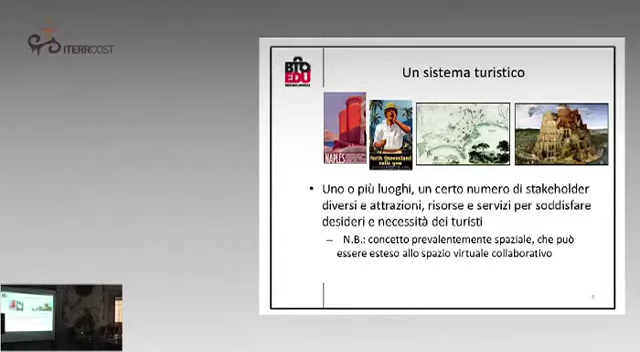 ITERRCOST
BTO
EDU
Un sistema turistico
NAPLES
North Queensland
calls you
• Uno o più luoghi, un certo numero di stakeholder
diversi e attrazioni, risorse e servizi per soddisfare
desideri e necessità dei turisti
– N.B.: concetto prevalentemente spaziale, che può
essere esteso allo spazio virtuale collaborativo